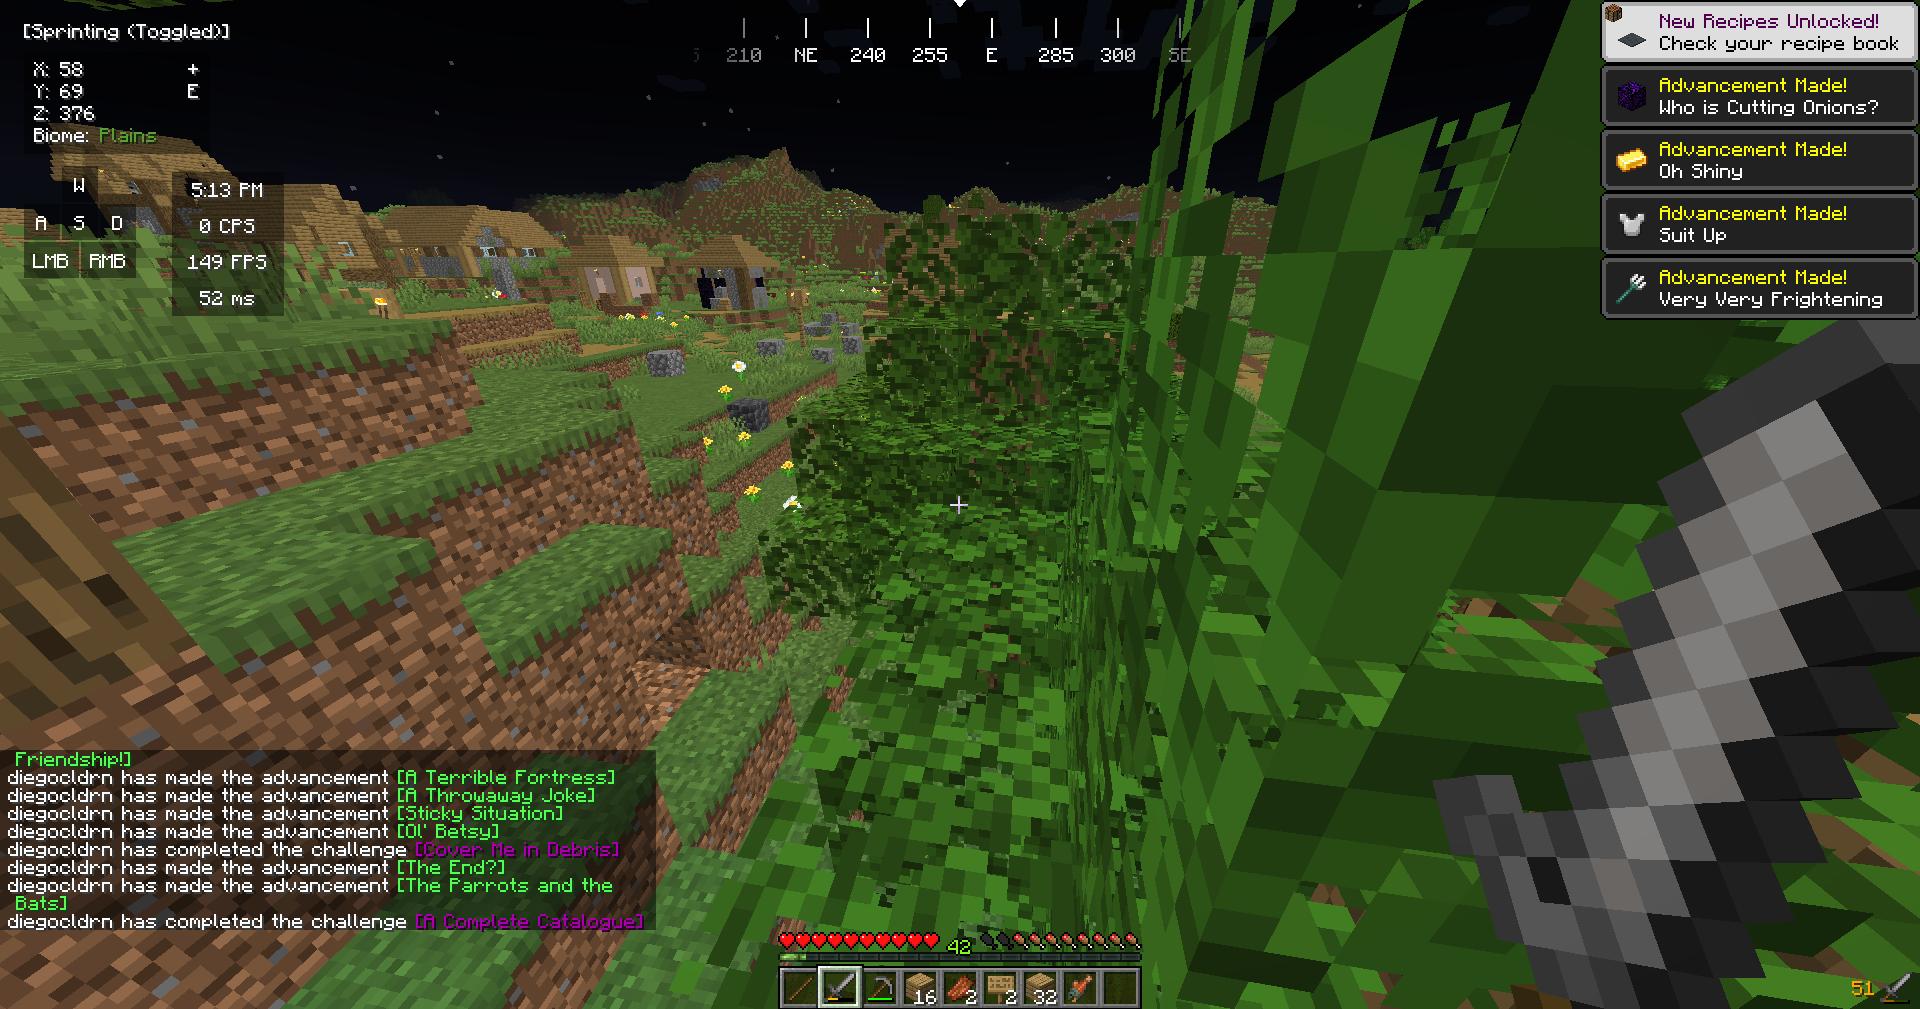 [Sprinting (Toggled)]
X: 58 +
Y: 69 E
Z: 376
Biome: Plains
W
A S D
LMB RMB
5:13 PM
0 CPS
149 FPS
52 ms
210 NE 240 255 E 285 300 SE
New Recipes Unlocked!
Check your recipe book
Advancement Made!
Who is Cutting Onions?
Advancement Made!
Oh Shiny
Advancement Made!
Suit Up
Advancement Made!
Very Very Frightening
Friendship!]
diegocldrn has made the advancement [A Terrible Fortress]
diegocldrn has made the advancement [A Throwaway Joke]
diegocldrn has made the advancement [Sticky Situation]
diegocldrn has made the advancement [Ol' Betsy]
diegocldrn has completed the challenge [Cover Me in Debris]
diegocldrn has made the advancement [The End?]
diegocldrn has made the advancement [The Parrots and the
Bats]
diegocldrn has completed the challenge [A Complete Catalogue]
42
16 2 2 32
51